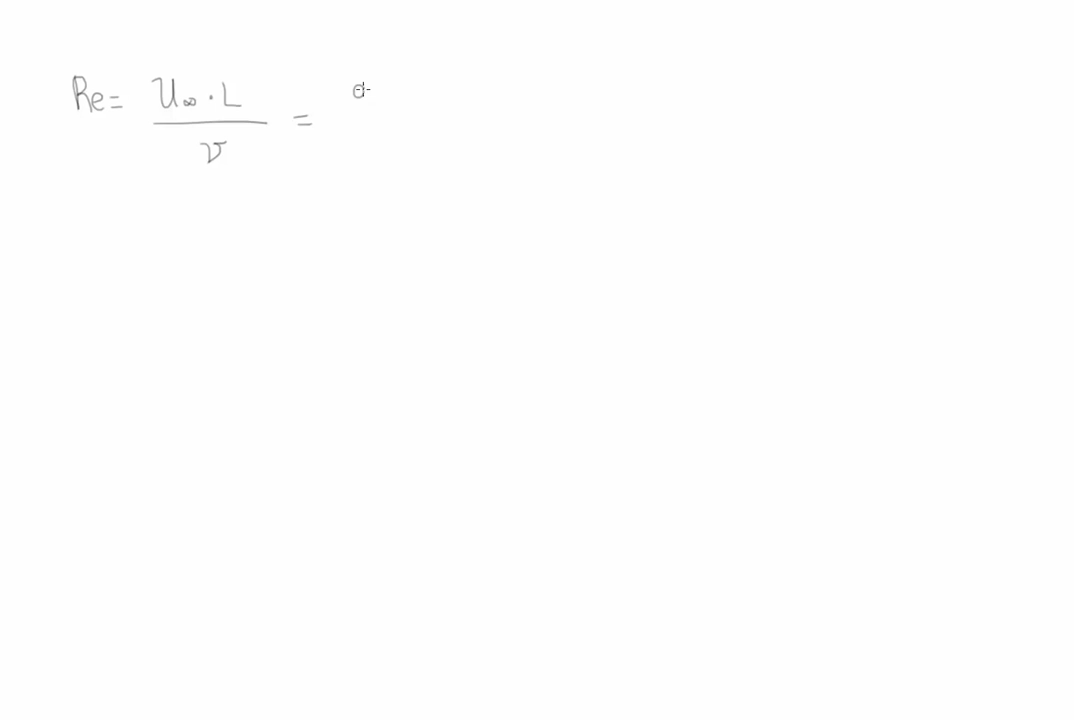 Re = U∞ · L / ν =